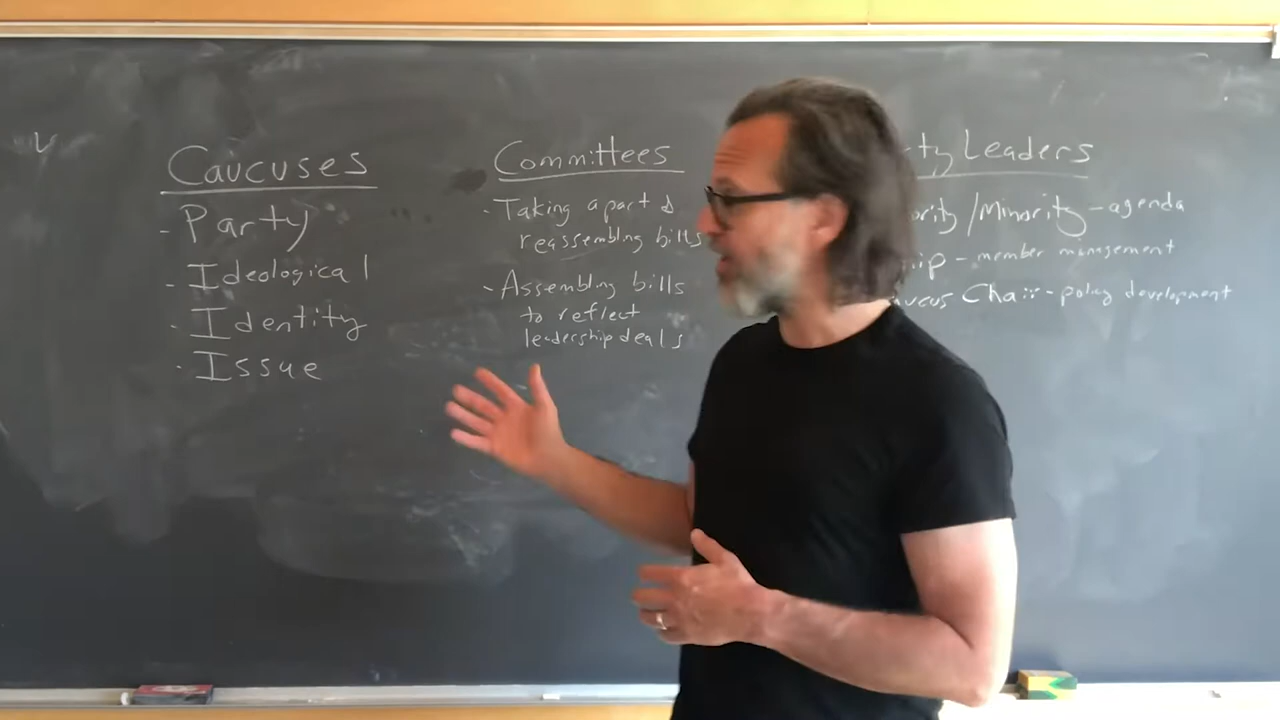 Caucuses
- Party
- Ideological
- Identity
- Issue
Committees
- Taking apart &
reassembling bills
- Assembling bills
to reflect
leadership deals
ty Leaders
ority/Minority - agenda
ip - member management
aucus Chair - policy development